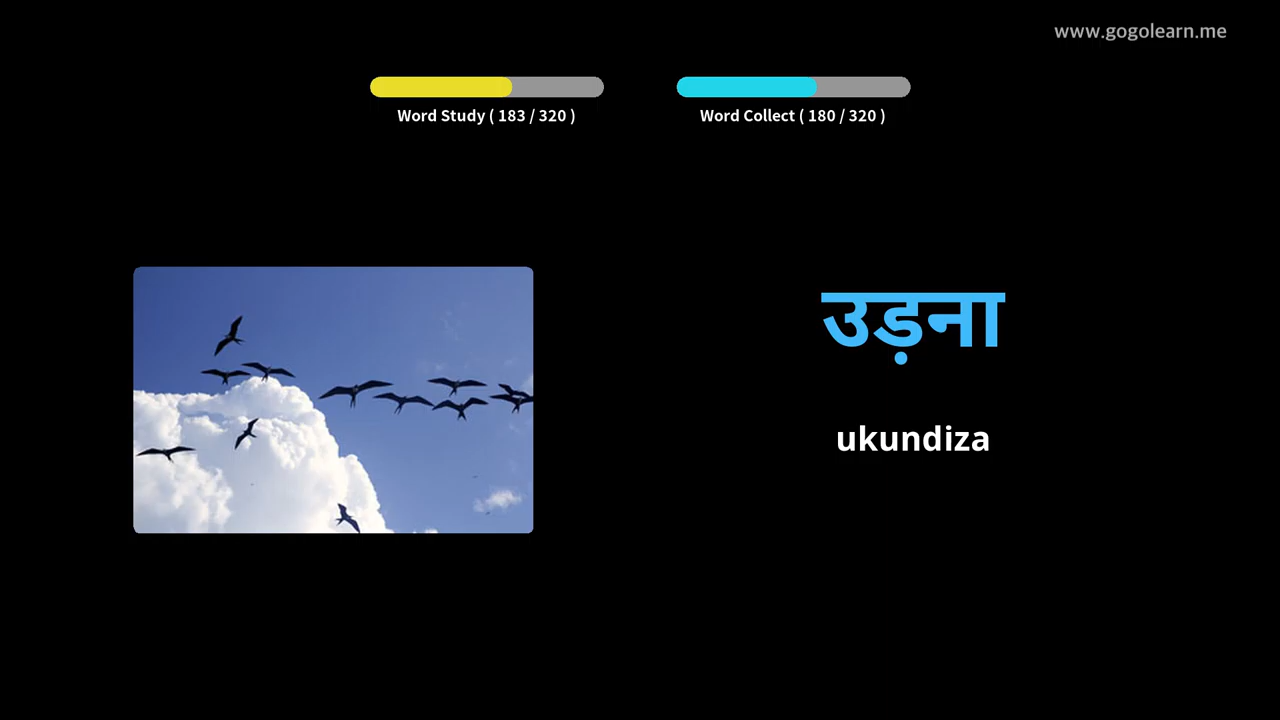 www.gogolearn.me
Word Study ( 183 / 320 )
Word Collect ( 180 / 320 )
उड़ना
ukundiza